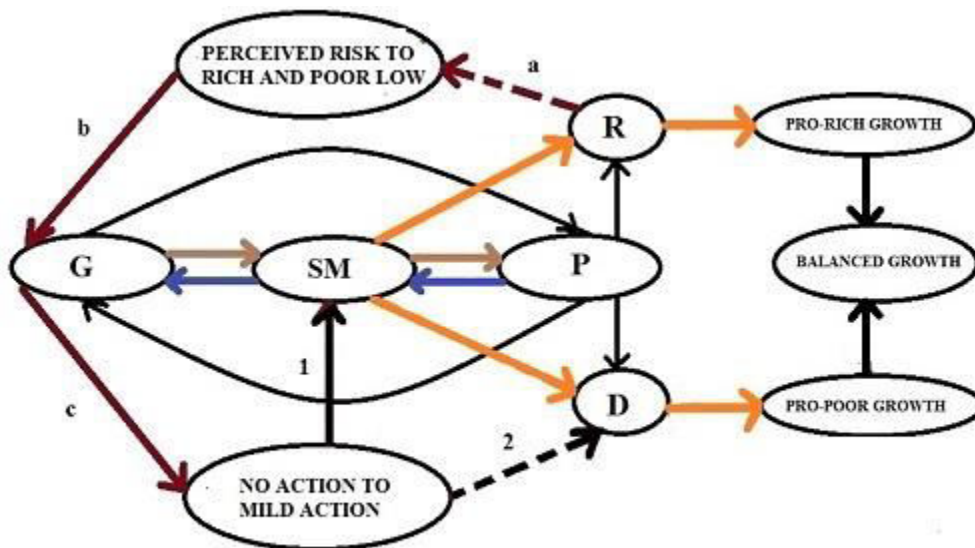 PERCEIVED RISK TO
RICH AND POOR LOW
a
R
PRO-RICH GROWTH
b
G
SM
P
BALANCED GROWTH
1
c
D
PRO-POOR GROWTH
2
NO ACTION TO
MILD ACTION